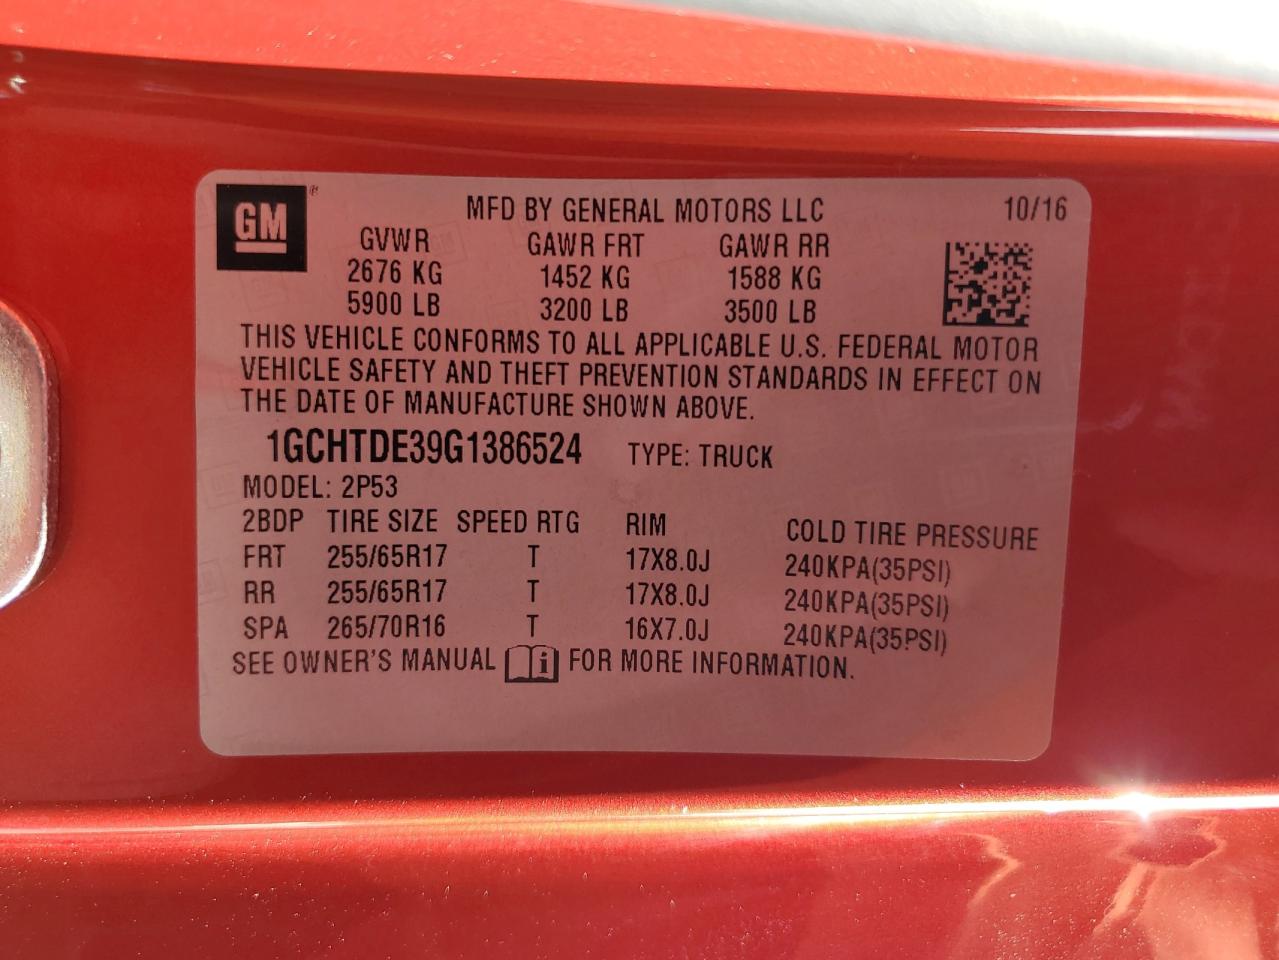 GM ® MFD BY GENERAL MOTORS LLC 10/16
GVWR GAWR FRT GAWR RR
2676 KG 1452 KG 1588 KG
5900 LB 3200 LB 3500 LB
THIS VEHICLE CONFORMS TO ALL APPLICABLE U.S. FEDERAL MOTOR
VEHICLE SAFETY AND THEFT PREVENTION STANDARDS IN EFFECT ON
THE DATE OF MANUFACTURE SHOWN ABOVE.
1GCHTDE39G1386524 TYPE: TRUCK
MODEL: 2P53
2BDP TIRE SIZE SPEED RTG RIM COLD TIRE PRESSURE
FRT 255/65R17 T 17X8.0J 240KPA(35PSI)
RR 255/65R17 T 17X8.0J 240KPA(35PSI)
SPA 265/70R16 T 16X7.0J 240KPA(35PSI)
SEE OWNER'S MANUAL i FOR MORE INFORMATION.